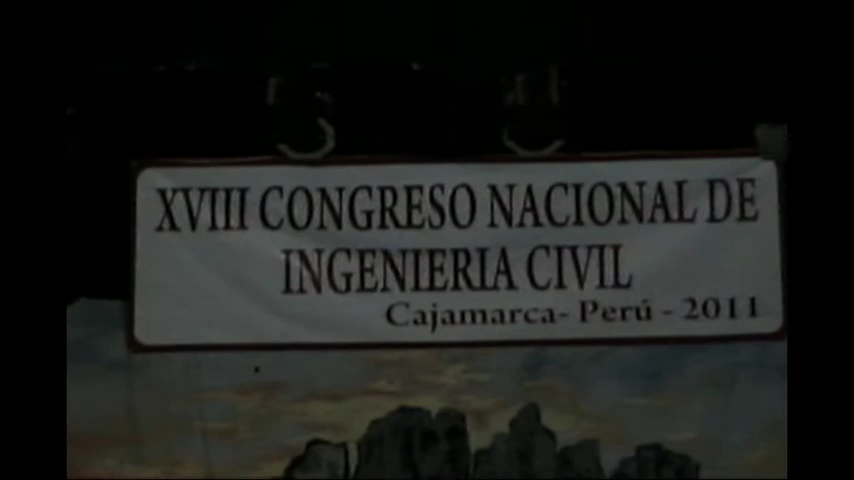 XVIII CONGRESO NACIONAL DE
INGENIERIA CIVIL
Cajamarca- Perú - 2011